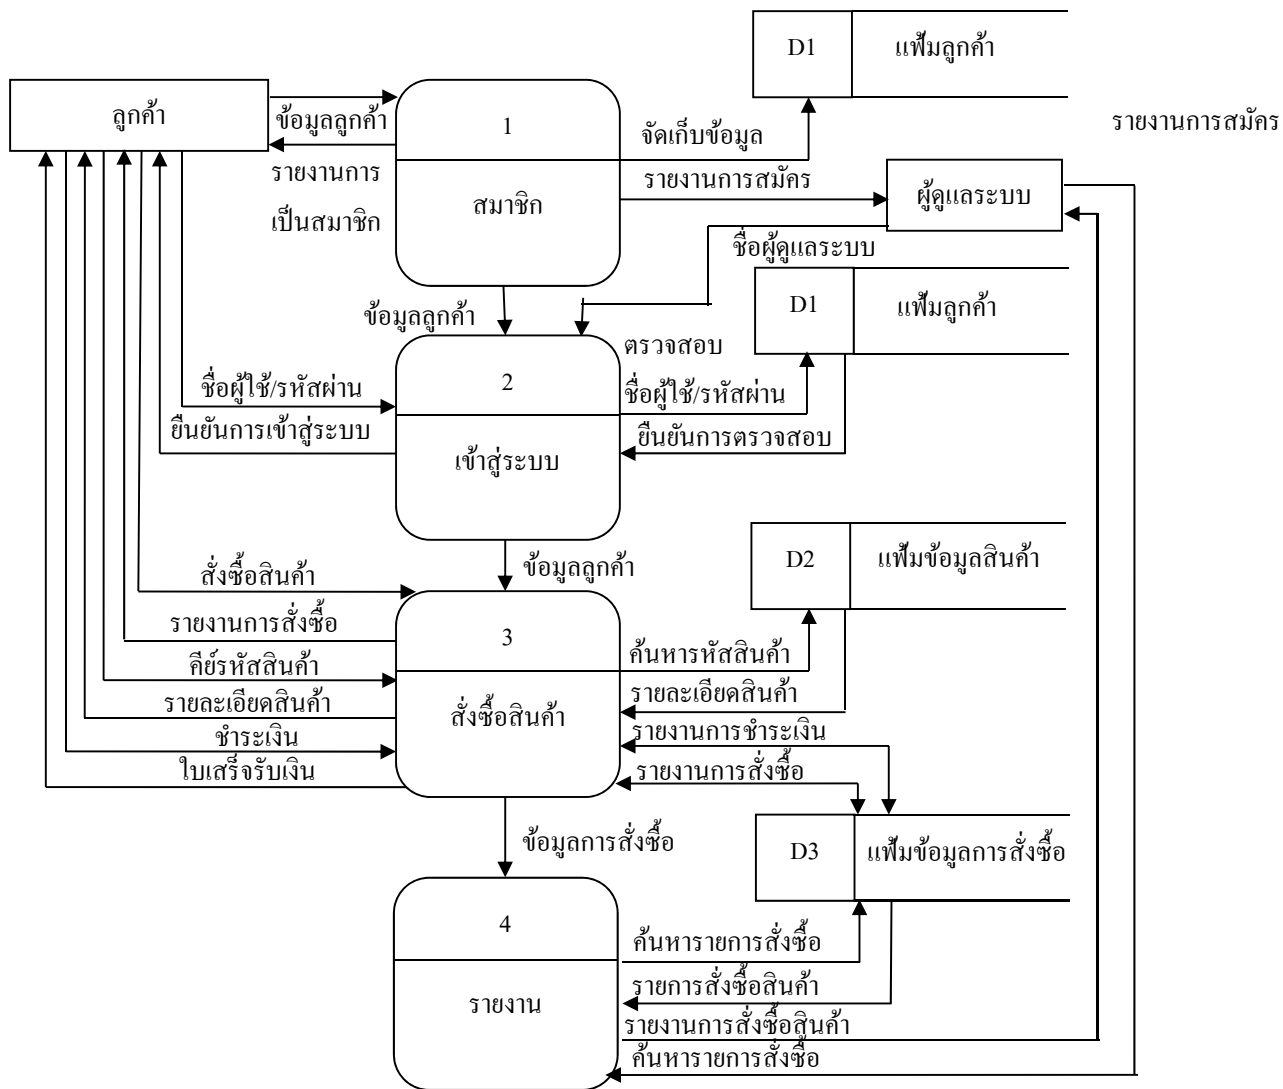 D1
แฟ้มลูกค้า
ลูกค้า
ข้อมูลลูกค้า
1
จัดเก็บข้อมูล
รายงานการสมัคร
รายงานการ
เป็นสมาชิก
สมาชิก
รายงานการสมัคร
ผู้ดูแลระบบ
ชื่อผู้ดูแลระบบ
ข้อมูลลูกค้า
D1
แฟ้มลูกค้า
ตรวจสอบ
ชื่อผู้ใช้/รหัสผ่าน
2
ชื่อผู้ใช้/รหัสผ่าน
ยืนยันการเข้าสู่ระบบ
เข้าสู่ระบบ
ยืนยันการตรวจสอบ
ข้อมูลลูกค้า
D2
แฟ้มข้อมูลสินค้า
สั่งซื้อสินค้า
รายงานการสั่งซื้อ
3
คีย์รหัสสินค้า
ค้นหารหัสสินค้า
รายละเอียดสินค้า
สั่งซื้อสินค้า
รายละเอียดสินค้า
ชำระเงิน
รายงานการชำระเงิน
ใบเสร็จรับเงิน
รายงานการสั่งซื้อ
ข้อมูลการสั่งซื้อ
D3
แฟ้มข้อมูลการสั่งซื้อ
4
ค้นหารายการสั่งซื้อ
รายงาน
รายการสั่งซื้อสินค้า
รายงานการสั่งซื้อสินค้า
ค้นหารายการสั่งซื้อ